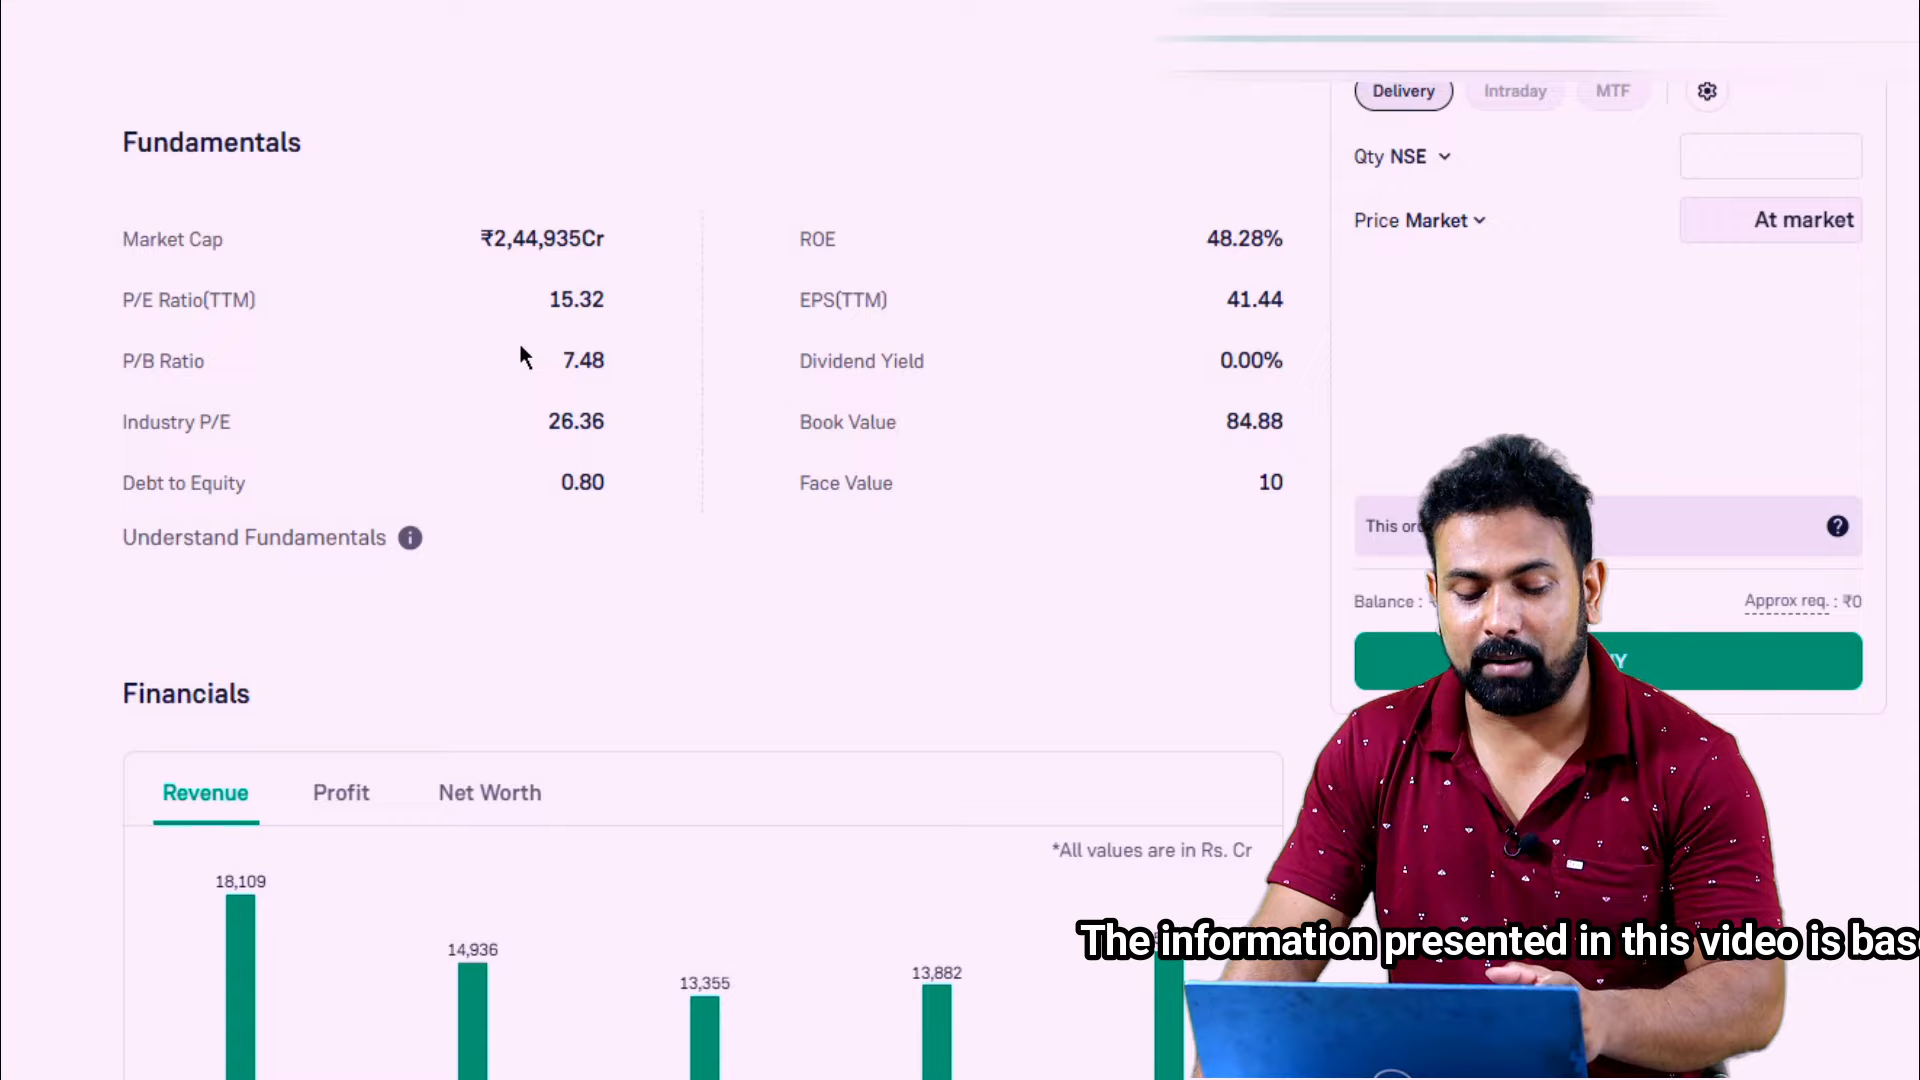 Fundamentals
Market Cap ₹2,44,935Cr
P/E Ratio(TTM) 15.32
P/B Ratio 7.48
Industry P/E 26.36
Debt to Equity 0.80
Understand Fundamentals
ROE 48.28%
EPS(TTM) 41.44
Dividend Yield 0.00%
Book Value 84.88
Face Value 10
Delivery Intraday MTF
Qty NSE
Price Market At market
This
Balance : Approx req. : ₹0
Financials
Revenue Profit Net Worth
*All values are in Rs. Cr
18,109
14,936
13,355
13,882
The information presented in this video is